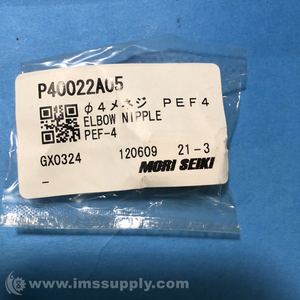 P40022A05
φ4メネジ PEF4
ELBOW NIPPLE
PEF-4
GX0324 120609 21-3
MORI SEIKI
-
© www.imssupply.com